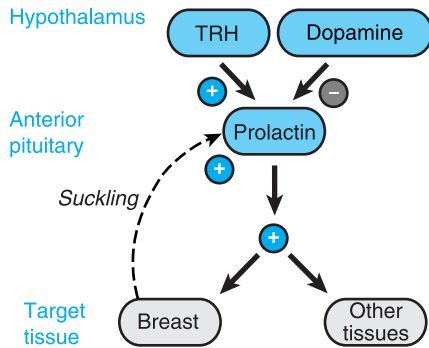 Hypothalamus
TRH
Dopamine
+
−
Anterior
pituitary
Prolactin
+
Suckling
+
Target
tissue
Breast
Other
tissues